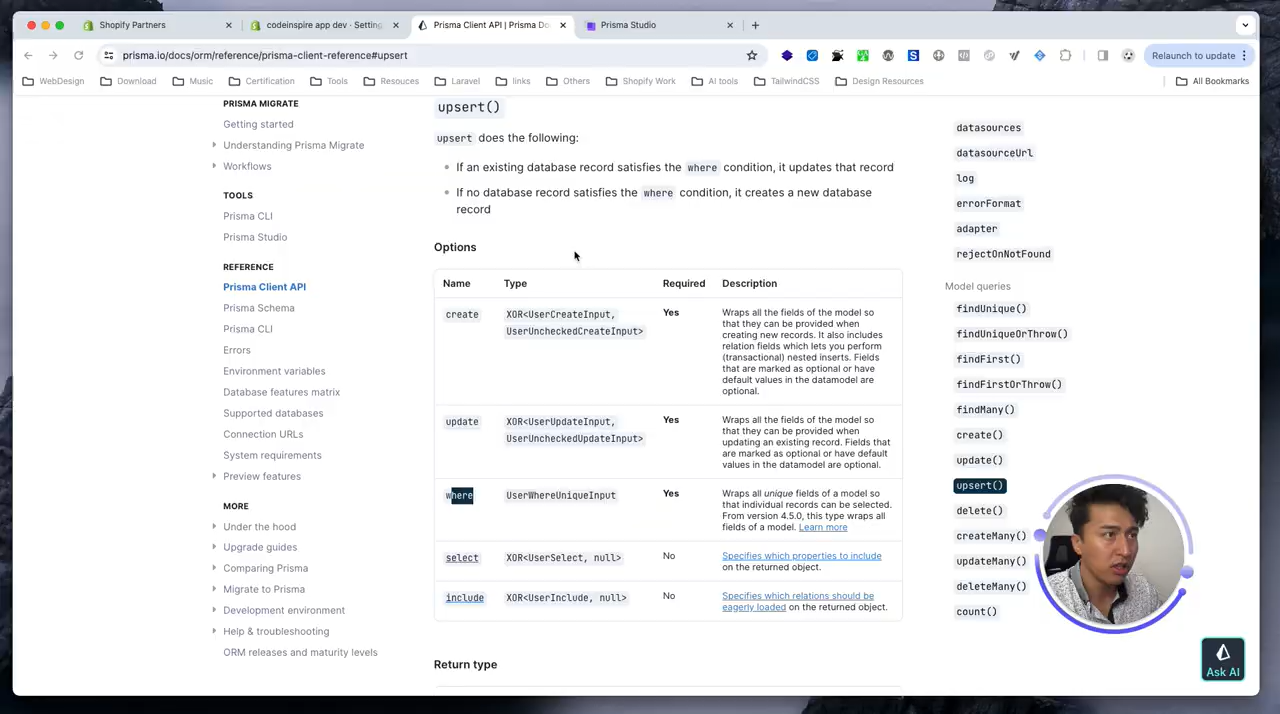 Shopify Partners
codeinspire app dev · Setting
Prisma Client API | Prisma Do
Prisma Studio
prisma.io/docs/orm/reference/prisma-client-reference#upsert
Relaunch to update
WebDesign
Download
Music
Certification
Tools
Resouces
Laravel
links
Others
Shopify Work
AI tools
TailwindCSS
Design Resources
All Bookmarks
PRISMA MIGRATE
Getting started
Understanding Prisma Migrate
Workflows
TOOLS
Prisma CLI
Prisma Studio
REFERENCE
Prisma Client API
Prisma Schema
Prisma CLI
Errors
Environment variables
Database features matrix
Supported databases
Connection URLs
System requirements
Preview features
MORE
Under the hood
Upgrade guides
Comparing Prisma
Migrate to Prisma
Development environment
Help & troubleshooting
ORM releases and maturity levels
upsert()
upsert does the following:
If an existing database record satisfies the where condition, it updates that record
If no database record satisfies the where condition, it creates a new database
record
Options
Name Type Required Description
create XOR<UserCreateInput, Yes Wraps all the fields of the model so
UserUncheckedCreateInput> that they can be provided when
creating new records. It also includes
relation fields which lets you perform
(transactional) nested inserts. Fields
that are marked as optional or have
default values in the datamodel are
optional.
update XOR<UserUpdateInput, Yes Wraps all the fields of the model so
UserUncheckedUpdateInput> that they can be provided when
updating an existing record. Fields that
are marked as optional or have default
values in the datamodel are optional.
where UserWhereUniqueInput Yes Wraps all unique fields of a model so
that individual records can be selected.
From version 4.5.0, this type wraps all
fields of a model. Learn more
select XOR<UserSelect, null> No Specifies which properties to include
on the returned object.
include XOR<UserInclude, null> No Specifies which relations should be
eagerly loaded on the returned object.
Return type
datasources
datasourceUrl
log
errorFormat
adapter
rejectOnNotFound
Model queries
findUnique()
findUniqueOrThrow()
findFirst()
findFirstOrThrow()
findMany()
create()
update()
upsert()
delete()
createMany()
updateMany()
deleteMany()
count()
Ask AI